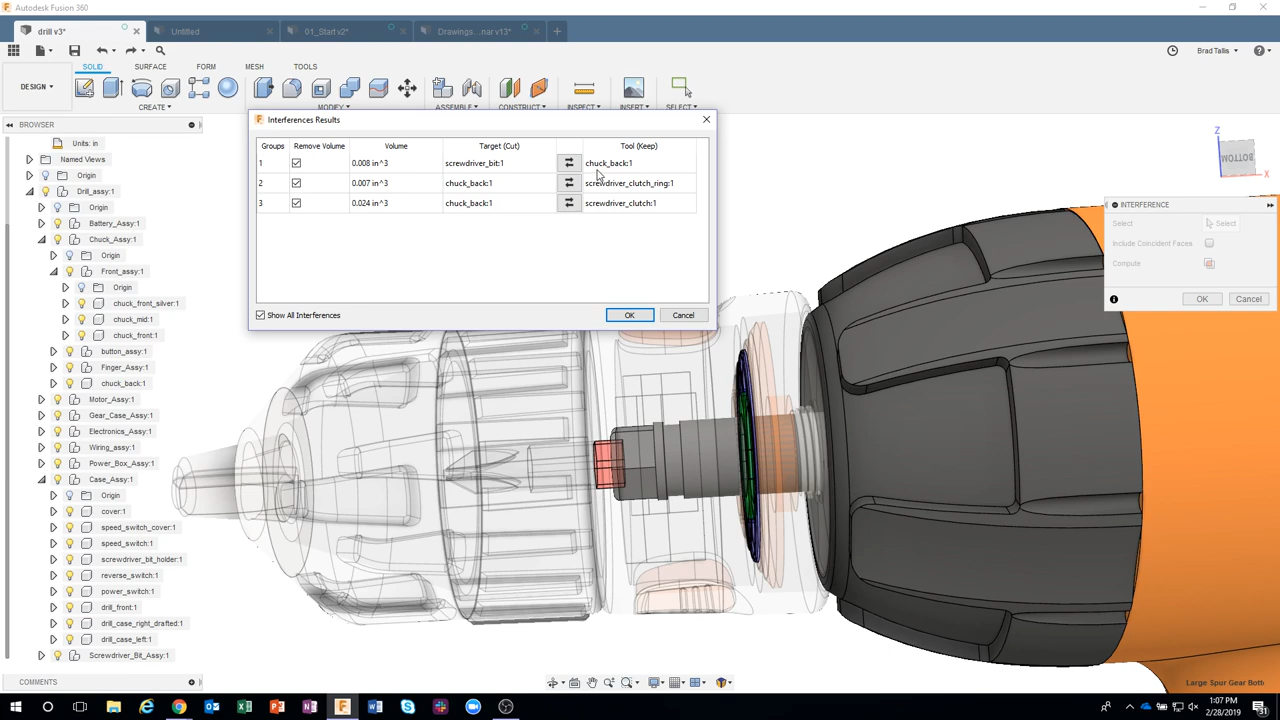 Autodesk Fusion 360
drill v3*
Untitled
01_Start v2*
Drawings...nar v13*
Brad Tallis
DESIGN
SOLID
SURFACE
FORM
MESH
TOOLS
CREATE
MODIFY
ASSEMBLE
CONSTRUCT
INSPECT
INSERT
SELECT
BROWSER
Units: in
Named Views
Origin
Drill_assy:1
Origin
Battery_Assy:1
Chuck_Assy:1
Origin
Front_assy:1
Origin
chuck_front_silver:1
chuck_mid:1
chuck_front:1
button_assy:1
Finger_Assy:1
chuck_back:1
Motor_Assy:1
Gear_Case_Assy:1
Electronics_Assy:1
Wiring_assy:1
Power_Box_Assy:1
Case_Assy:1
Origin
cover:1
speed_switch_cover:1
speed_switch:1
screwdriver_bit_holder:1
reverse_switch:1
power_switch:1
drill_front:1
drill_case_right_drafted:1
drill_case_left:1
Screwdriver_Bit_Assy:1
COMMENTS
Interferences Results
Groups Remove Volume Volume Target (Cut) Tool (Keep)
1 0.008 in^3 screwdriver_bit:1 chuck_back:1
2 0.007 in^3 chuck_back:1 screwdriver_clutch_ring:1
3 0.024 in^3 chuck_back:1 screwdriver_clutch:1
Show All Interferences
OK
Cancel
Z
BOTTOM
X
INTERFERENCE
Select Select
Include Coincident Faces
Compute
OK Cancel
Large Spur Gear Bott
1:07 PM
2/28/2019